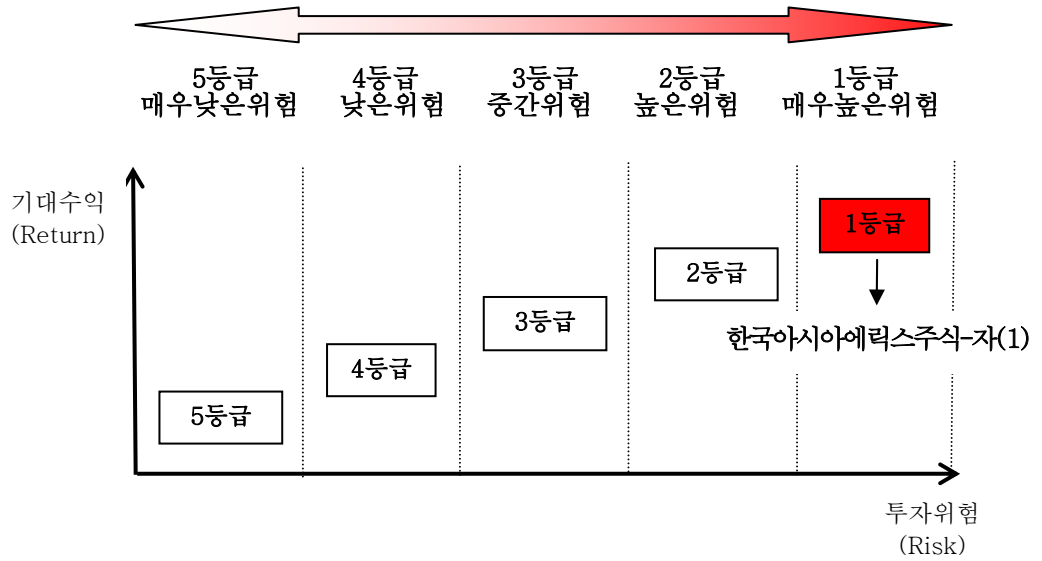 5등급
매우낮은위험
4등급
낮은위험
3등급
중간위험
2등급
높은위험
1등급
매우높은위험
기대수익
(Return)
1등급
2등급
3등급
한국아시아에릭스주식-자(1)
4등급
5등급
투자위험
(Risk)